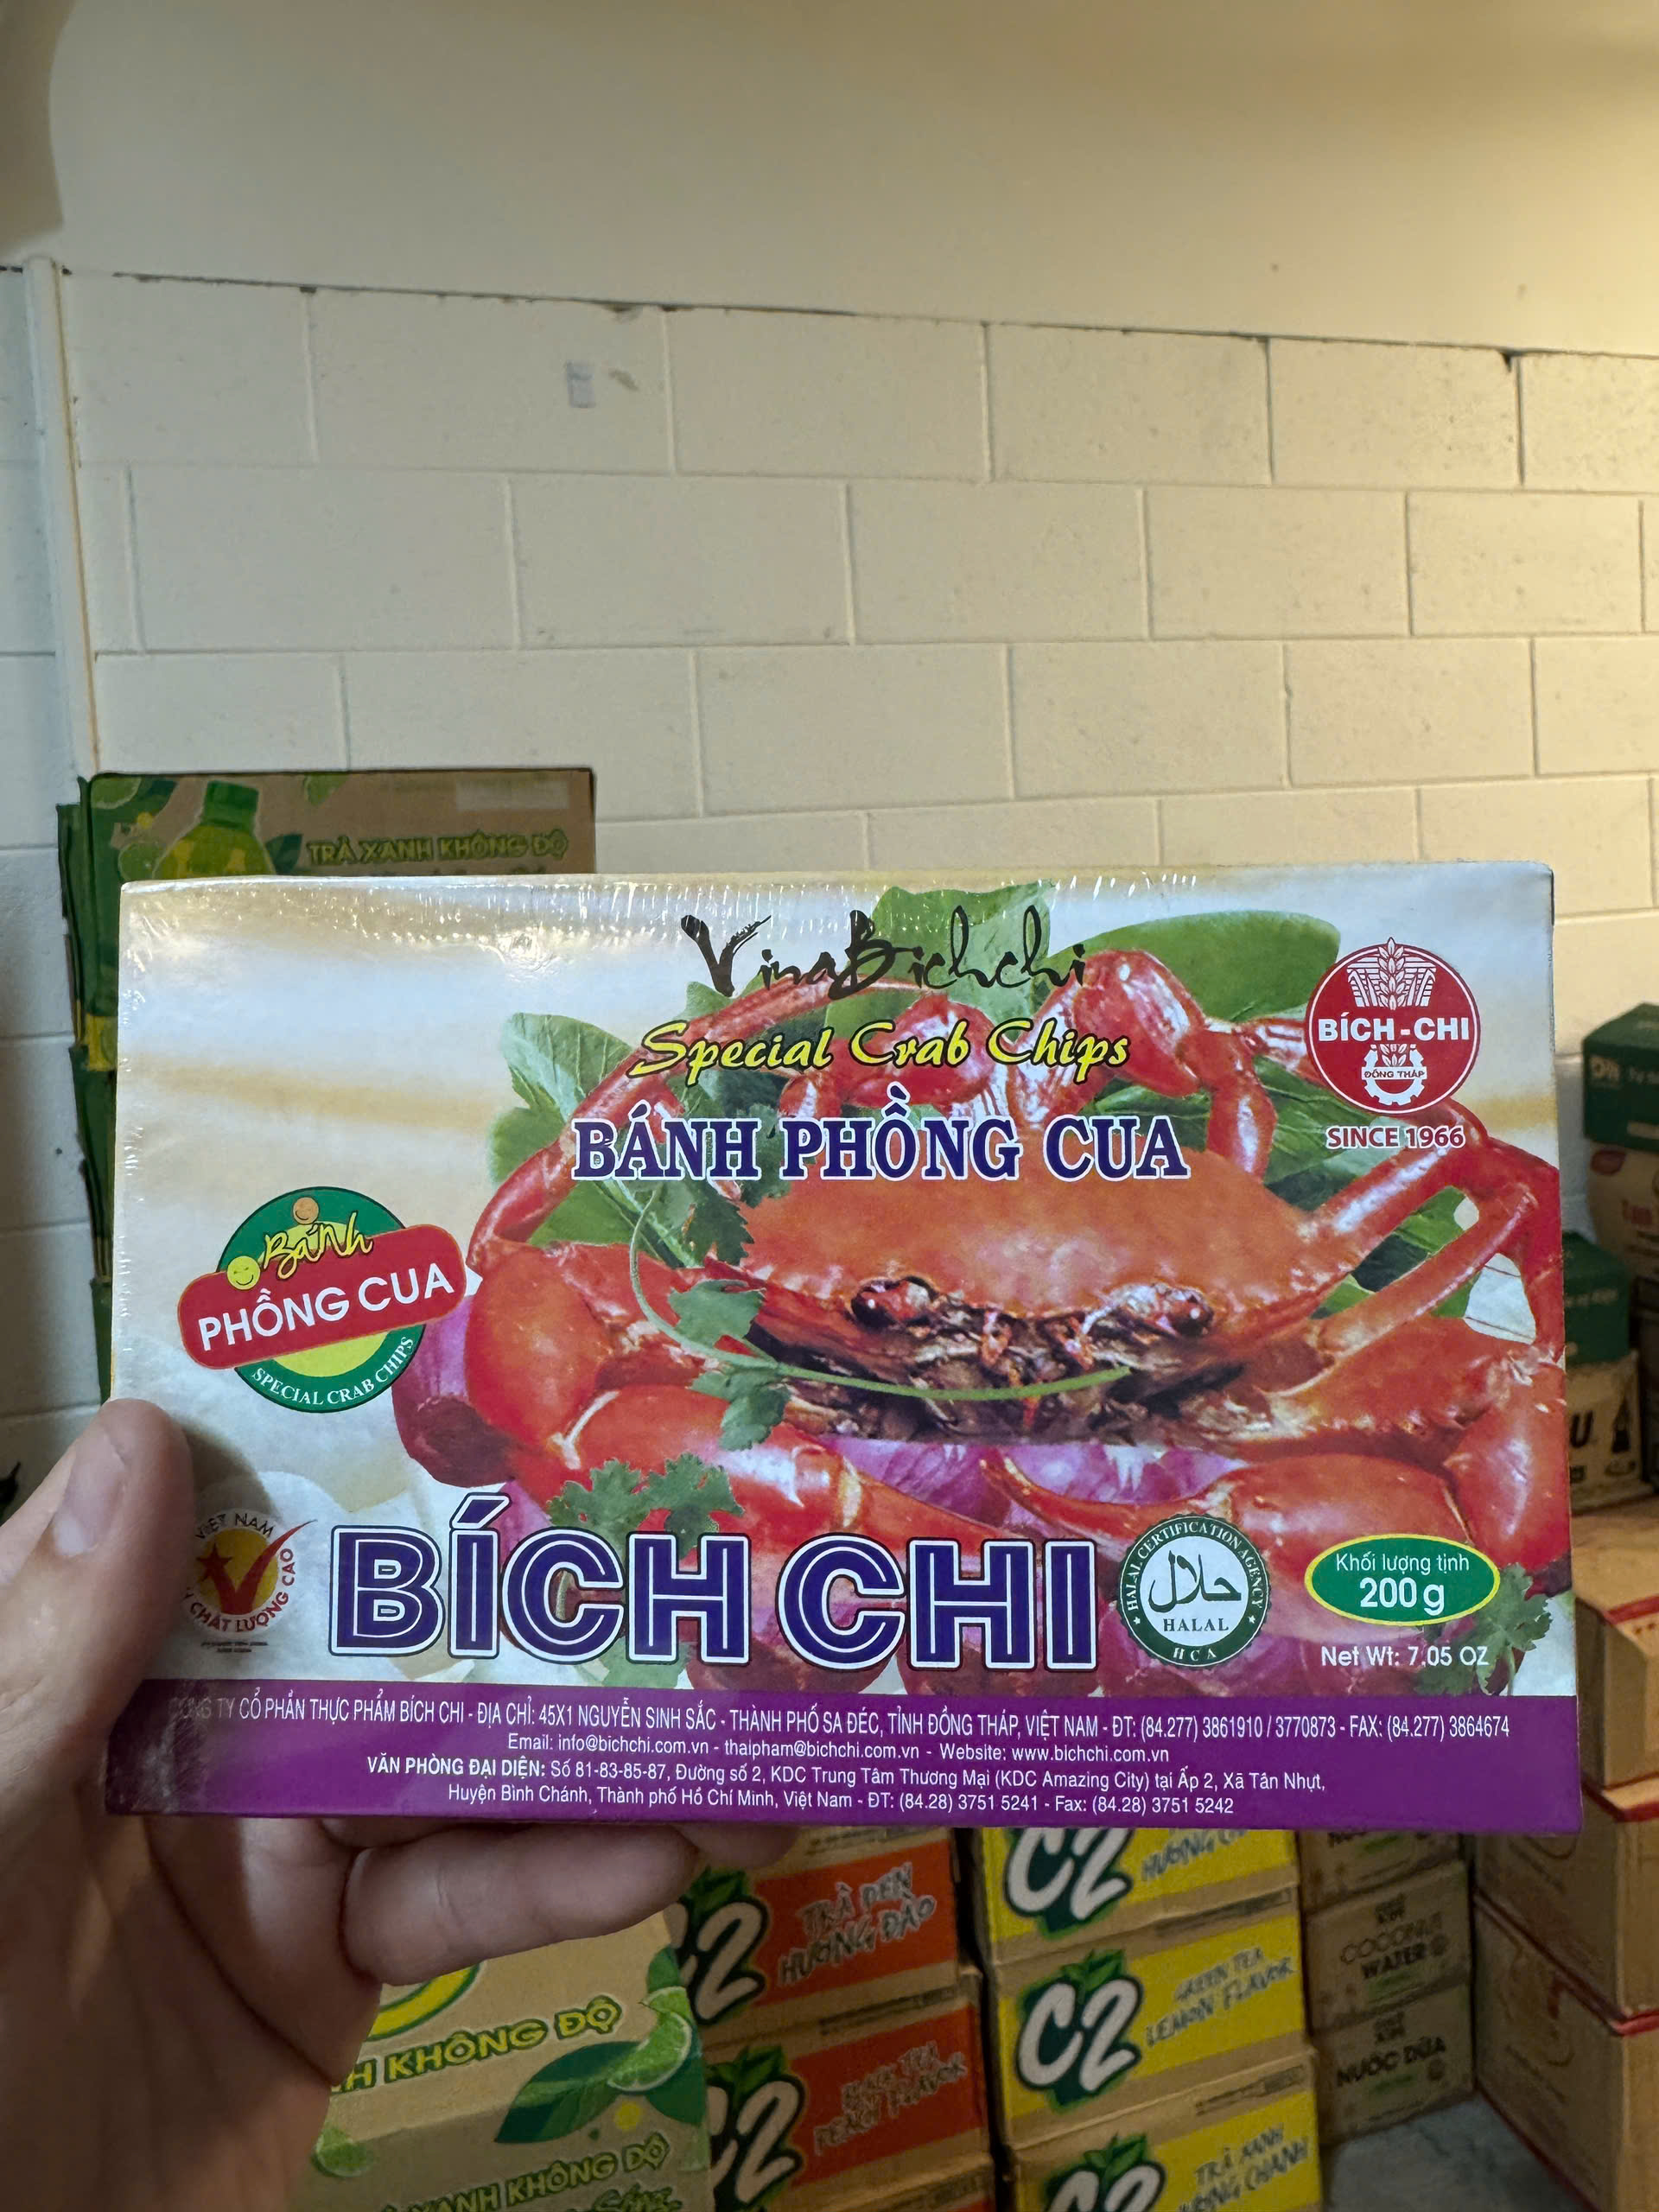 TRÀ XANH KHÔNG ĐỘ
VinaBichchi
Special Crab Chips
BÁNH PHỒNG CUA
BÍCH-CHI
ĐỒNG THÁP
SINCE 1966
Bánh
PHỒNG CUA
SPECIAL CRAB CHIPS
VIỆT NAM
CHẤT LƯỢNG CAO
BÍCH CHI
HALAL CERTIFICATION AGENCY
حلال
HALAL
HCA
Khối lượng tịnh
200 g
Net Wt: 7.05 OZ
CÔNG TY CỔ PHẦN THỰC PHẨM BÍCH CHI - ĐỊA CHỈ: 45X1 NGUYỄN SINH SẮC - THÀNH PHỐ SA ĐÉC, TỈNH ĐỒNG THÁP, VIỆT NAM - ĐT: (84.277) 3861910 / 3770873 - FAX: (84.277) 3864674
Email: info@bichchi.com.vn - thaipham@bichchi.com.vn - Website: www.bichchi.com.vn
VĂN PHÒNG ĐẠI DIỆN: Số 81-83-85-87, Đường số 2, KDC Trung Tâm Thương Mại (KDC Amazing City) tại Ấp 2, Xã Tân Nhựt,
Huyện Bình Chánh, Thành phố Hồ Chí Minh, Việt Nam - ĐT: (84.28) 3751 5241 - Fax: (84.28) 3751 5242
C2
HƯƠNG
C2
TRÀ ĐEN
HƯƠNG ĐÀO
C2
GREEN TEA
LEMON FLAVOR
COCONUT
WATER
KHÔNG ĐỘ
C2
BLACK TEA
PEACH FLAVOR
NƯỚC DỪA
XANH KHÔNG ĐỘ
C2
TRÀ XANH
CHANH